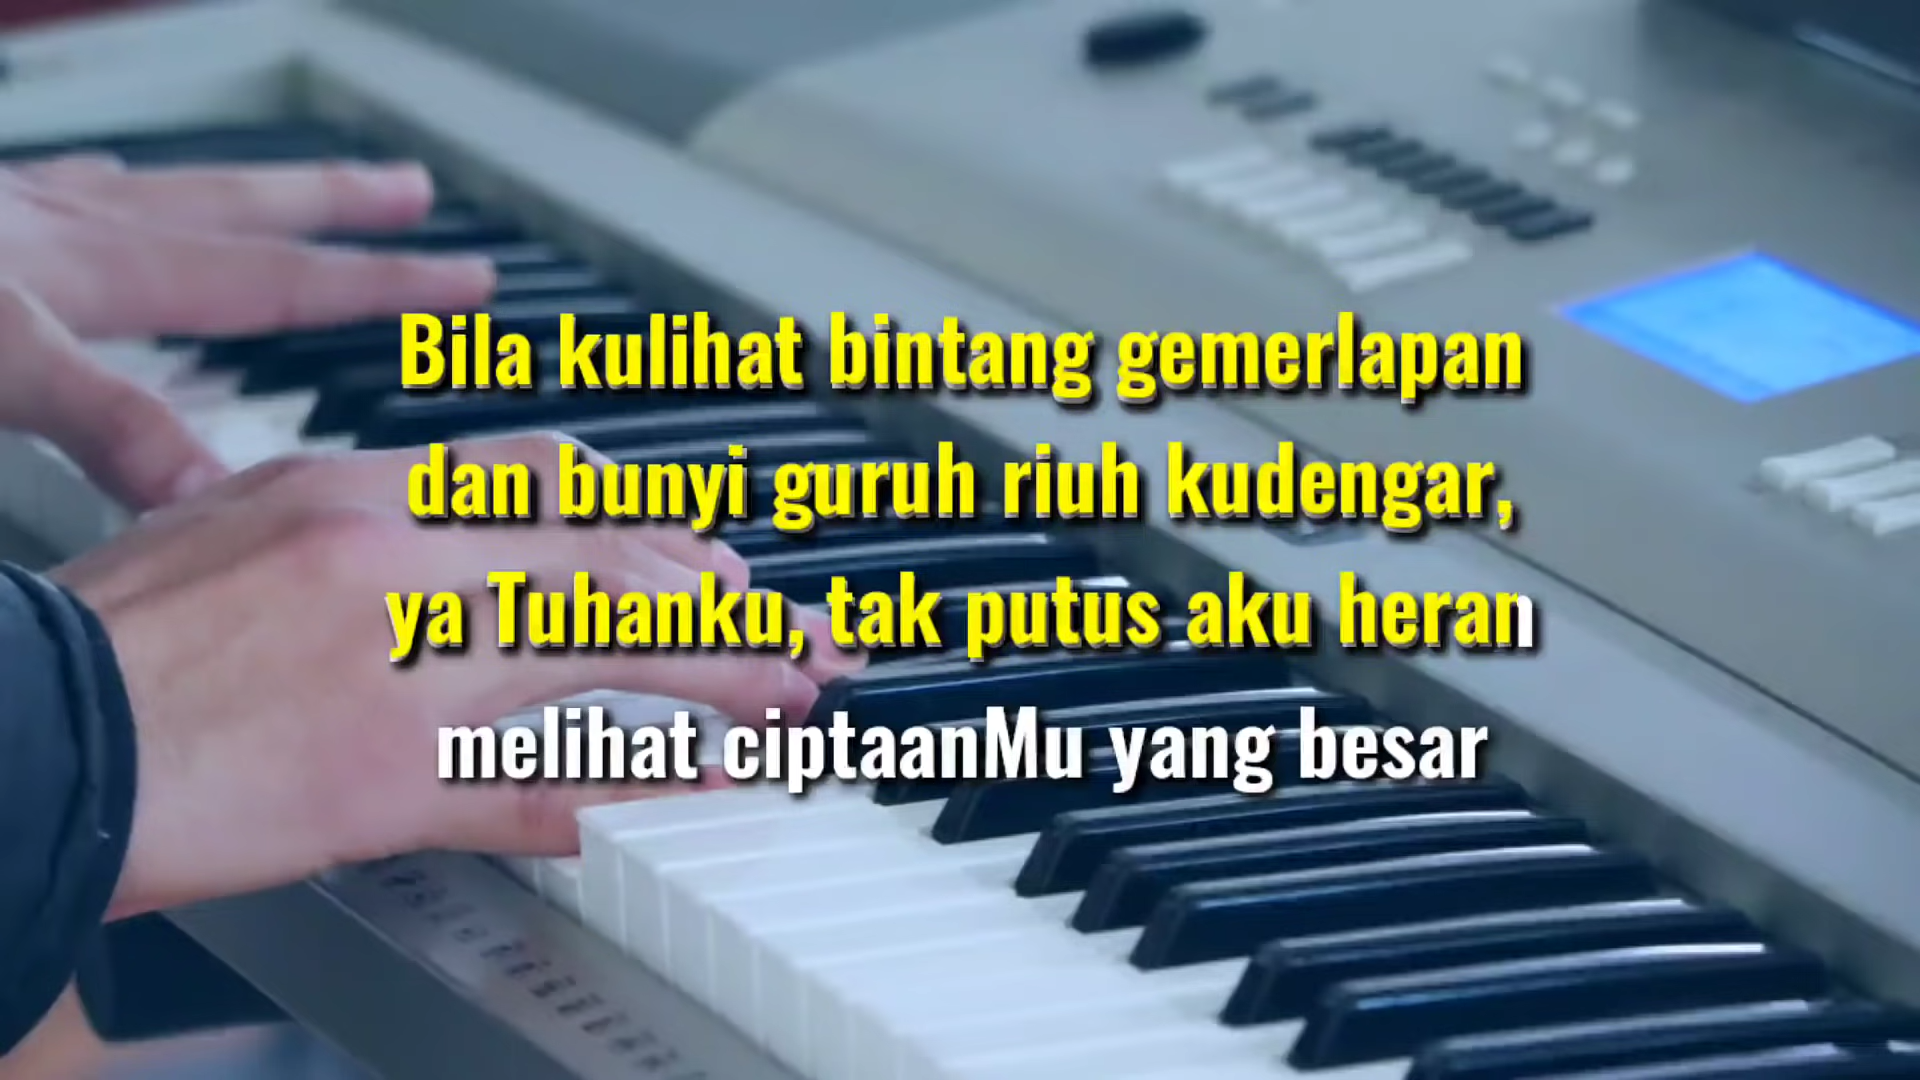 Bila kulihat bintang gemerlapan
dan bunyi guruh riuh kudengar,
ya Tuhanku, tak putus aku heran
melihat ciptaanMu yang besar